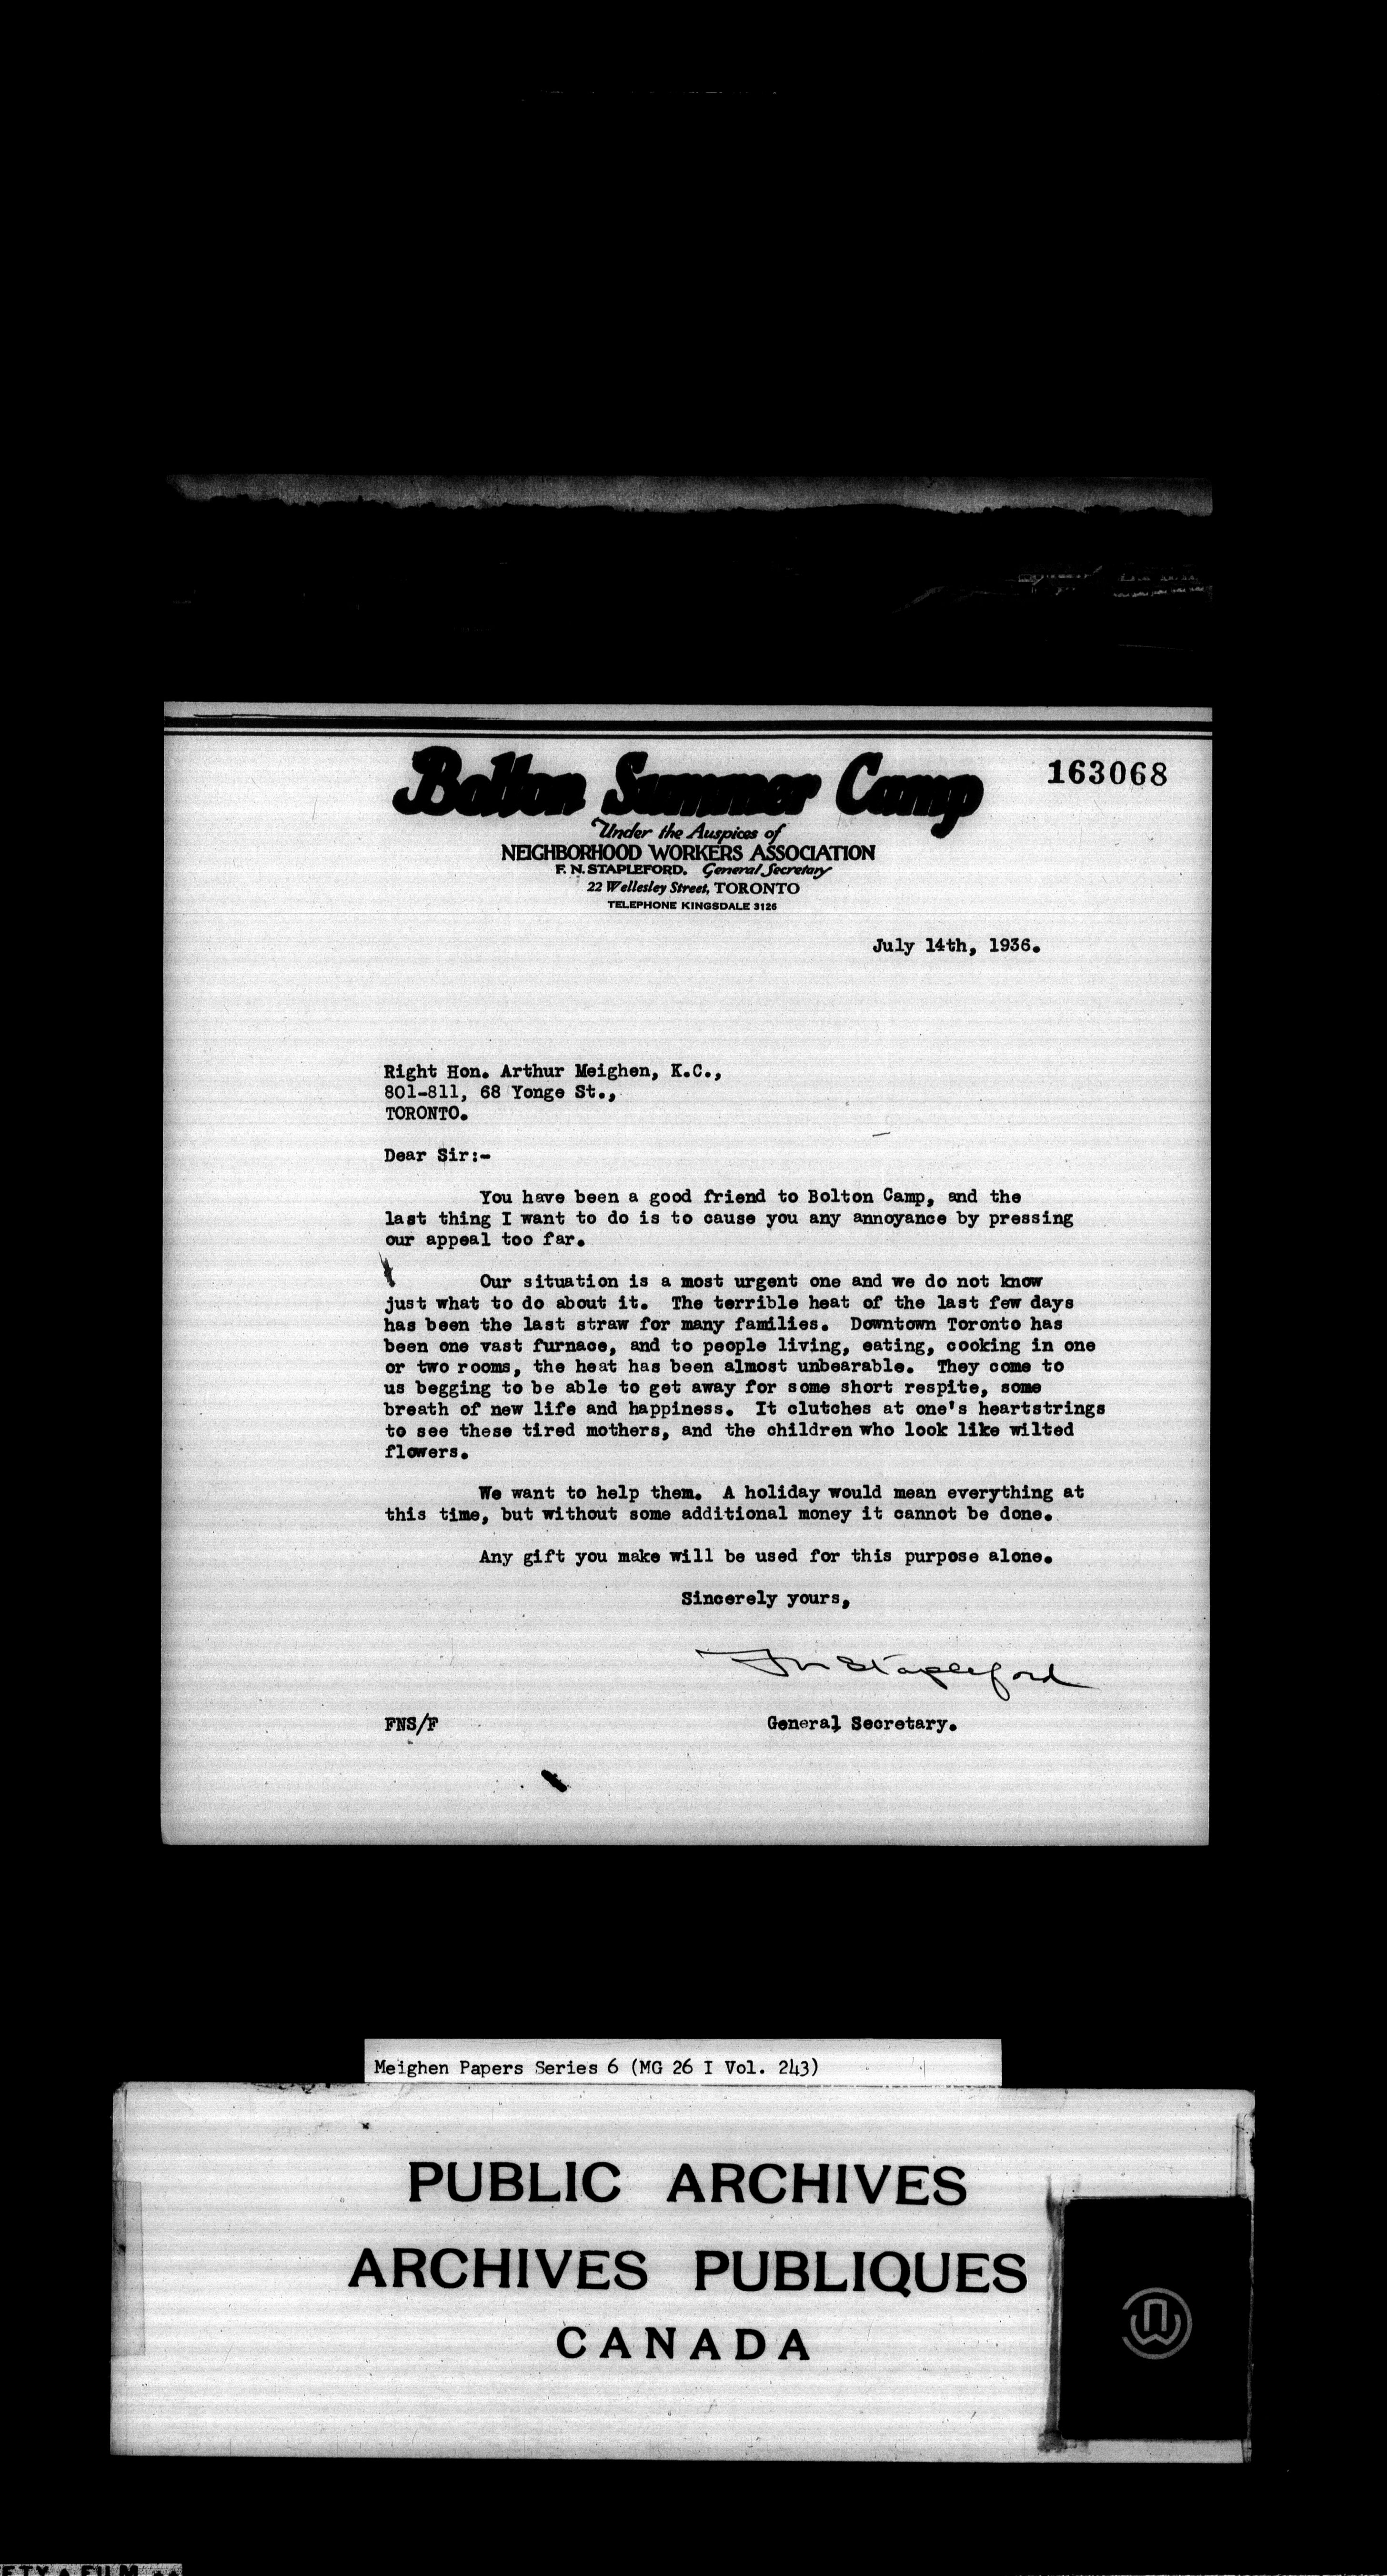 Bolton Summer Camp
163068
Under the Auspices of
NEIGHBORHOOD WORKERS ASSOCIATION
F. N. STAPLEFORD, General Secretary
22 Wellesley Street, TORONTO
TELEPHONE KINGSDALE 3126
July 14th, 1936.
Right Hon. Arthur Meighen, K.C.,
801-811, 68 Yonge St.,
TORONTO.
Dear Sir:-
You have been a good friend to Bolton Camp, and the
last thing I want to do is to cause you any annoyance by pressing
our appeal too far.
Our situation is a most urgent one and we do not know
just what to do about it. The terrible heat of the last few days
has been the last straw for many families. Downtown Toronto has
been one vast furnace, and to people living, eating, cooking in one
or two rooms, the heat has been almost unbearable. They come to
us begging to be able to get away for some short respite, some
breath of new life and happiness. It clutches at one's heartstrings
to see these tired mothers, and the children who look like wilted
flowers.
We want to help them. A holiday would mean everything at
this time, but without some additional money it cannot be done.
Any gift you make will be used for this purpose alone.
Sincerely yours,
FN Stapleford
FNS/F
General Secretary.
Meighen Papers Series 6 (MG 26 I Vol. 243)
PUBLIC ARCHIVES
ARCHIVES PUBLIQUES
CANADA